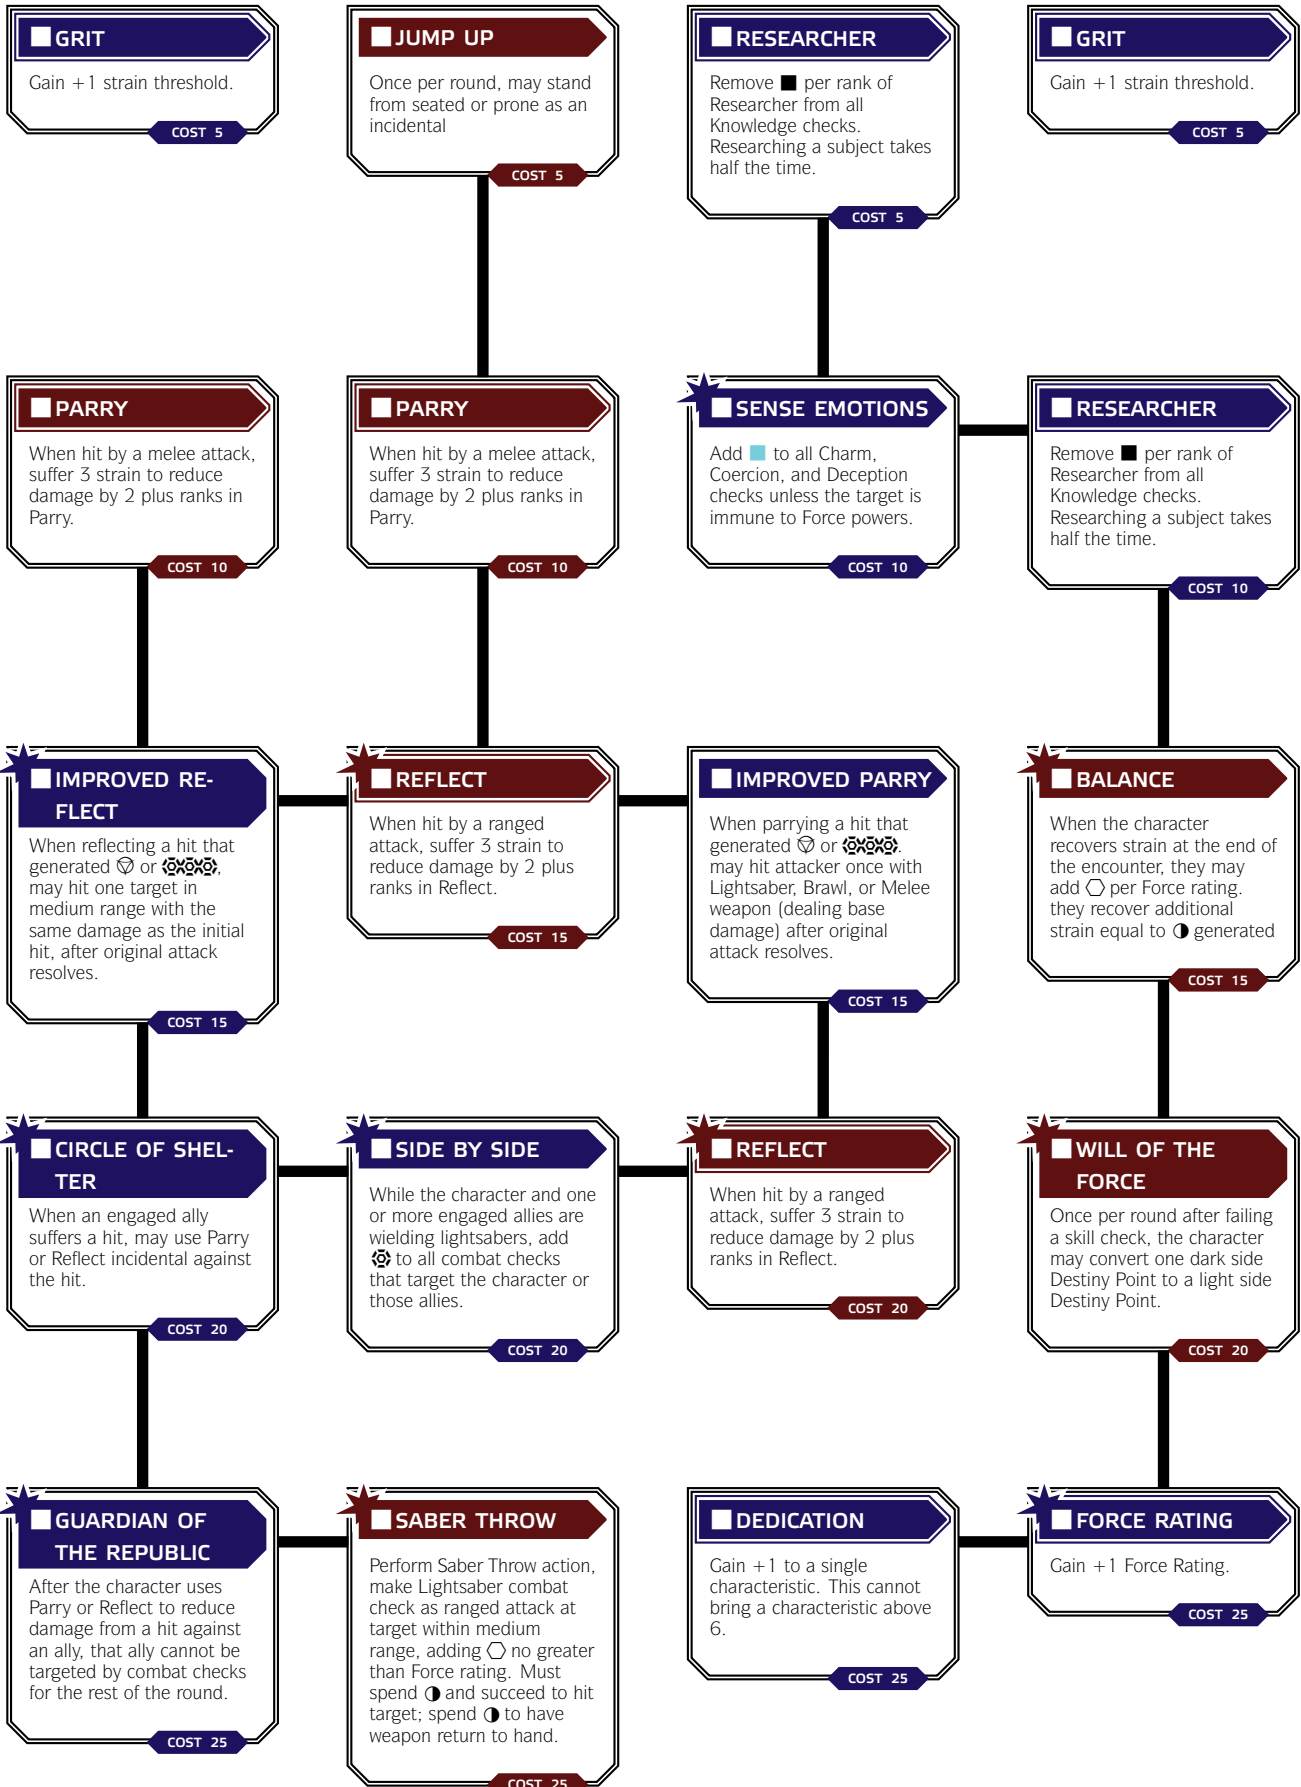 GRIT
Gain +1 strain threshold.
COST 5
JUMP UP
Once per round, may stand
from seated or prone as an
incidental
COST 5
RESEARCHER
Remove ■ per rank of
Researcher from all
Knowledge checks.
Researching a subject takes
half the time.
COST 5
GRIT
Gain +1 strain threshold.
COST 5
PARRY
When hit by a melee attack,
suffer 3 strain to reduce
damage by 2 plus ranks in
Parry.
COST 10
PARRY
When hit by a melee attack,
suffer 3 strain to reduce
damage by 2 plus ranks in
Parry.
COST 10
SENSE EMOTIONS
Add ■ to all Charm,
Coercion, and Deception
checks unless the target is
immune to Force powers.
COST 10
RESEARCHER
Remove ■ per rank of
Researcher from all
Knowledge checks.
Researching a subject takes
half the time.
COST 10
IMPROVED RE-
FLECT
When reflecting a hit that
generated or ,
may hit one target in
medium range with the
same damage as the initial
hit, after original attack
resolves.
COST 15
REFLECT
When hit by a ranged
attack, suffer 3 strain to
reduce damage by 2 plus
ranks in Reflect.
COST 15
IMPROVED PARRY
When parrying a hit that
generated or .
may hit attacker once with
Lightsaber, Brawl, or Melee
weapon (dealing base
damage) after original
attack resolves.
COST 15
BALANCE
When the character
recovers strain at the end of
the encounter, they may
add ⬡ per Force rating.
they recover additional
strain equal to ◑ generated
COST 15
CIRCLE OF SHEL-
TER
When an engaged ally
suffers a hit, may use Parry
or Reflect incidental against
the hit.
COST 20
SIDE BY SIDE
While the character and one
or more engaged allies are
wielding lightsabers, add
to all combat checks
that target the character or
those allies.
COST 20
REFLECT
When hit by a ranged
attack, suffer 3 strain to
reduce damage by 2 plus
ranks in Reflect.
COST 20
WILL OF THE
FORCE
Once per round after failing
a skill check, the character
may convert one dark side
Destiny Point to a light side
Destiny Point.
COST 20
GUARDIAN OF
THE REPUBLIC
After the character uses
Parry or Reflect to reduce
damage from a hit against
an ally, that ally cannot be
targeted by combat checks
for the rest of the round.
COST 25
SABER THROW
Perform Saber Throw action,
make Lightsaber combat
check as ranged attack at
target within medium
range, adding ⬡ no greater
than Force rating. Must
spend ◑ and succeed to hit
target; spend ◑ to have
weapon return to hand.
COST 25
DEDICATION
Gain +1 to a single
characteristic. This cannot
bring a characteristic above
6.
COST 25
FORCE RATING
Gain +1 Force Rating.
COST 25